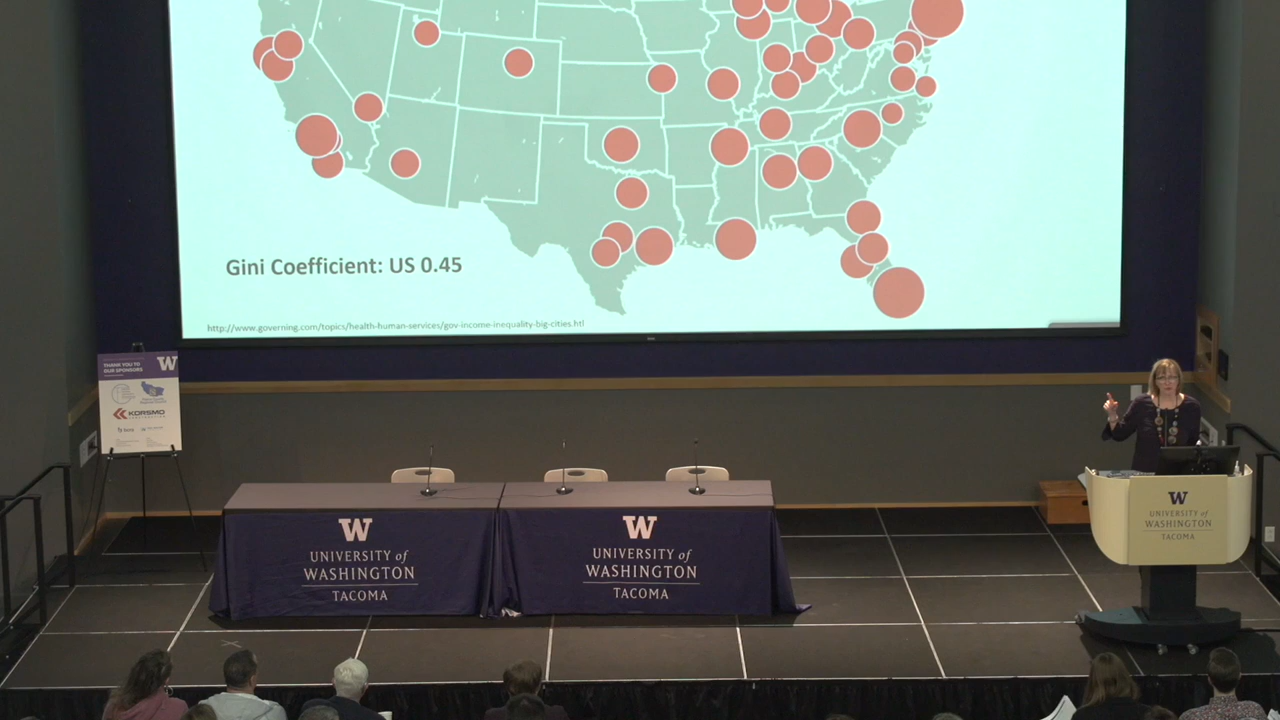 Gini Coefficient: US 0.45
http://www.governing.com/topics/health-human-services/gov-income-inequality-big-cities.htl
THANK YOU TO
OUR SPONSORS
W
KORSMO
W
UNIVERSITY of
WASHINGTON
TACOMA
W
UNIVERSITY of
WASHINGTON
TACOMA
W
UNIVERSITY of
WASHINGTON
TACOMA